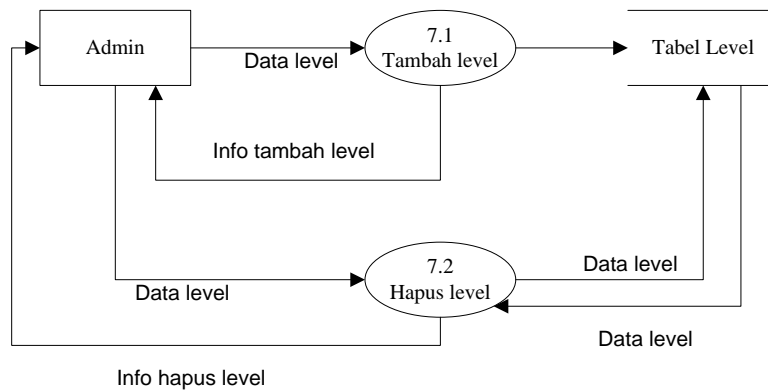 Admin
Data level
7.1
Tambah level
Tabel Level
Info tambah level
Data level
7.2
Hapus level
Data level
Data level
Info hapus level